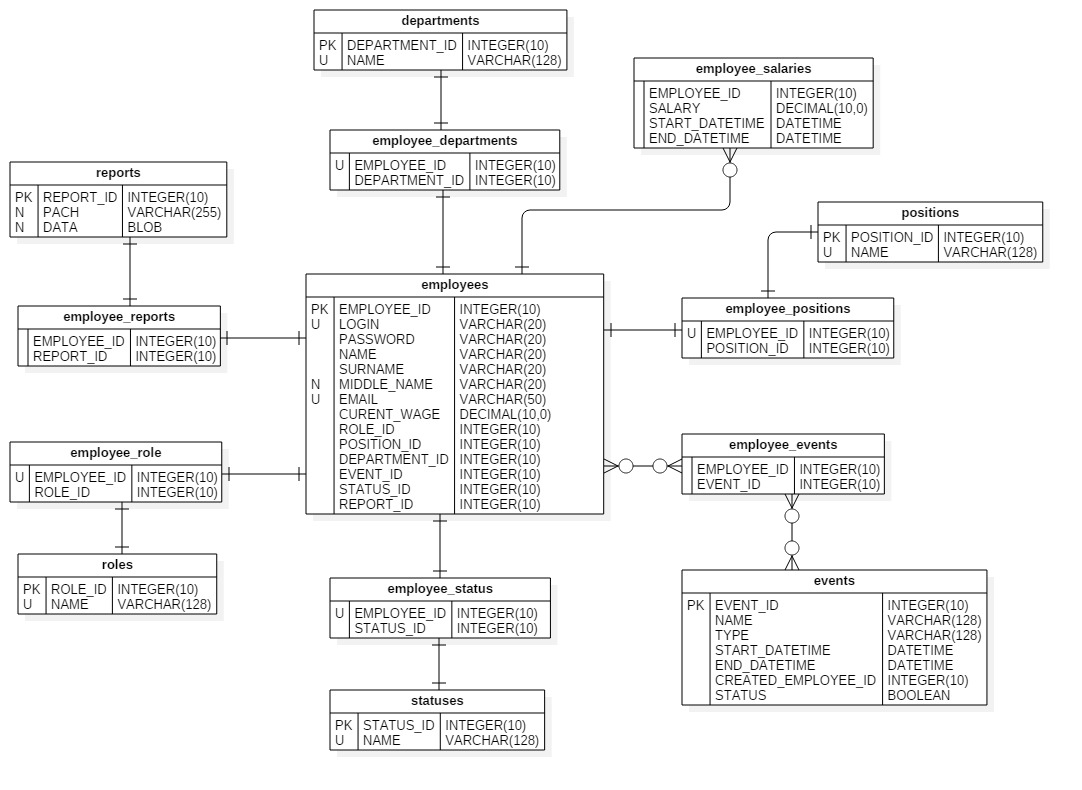 departments
PK DEPARTMENT_ID INTEGER(10)
U NAME VARCHAR(128)
employee_salaries
EMPLOYEE_ID INTEGER(10)
SALARY DECIMAL(10,0)
START_DATETIME DATETIME
END_DATETIME DATETIME
employee_departments
U EMPLOYEE_ID INTEGER(10)
DEPARTMENT_ID INTEGER(10)
reports
PK REPORT_ID INTEGER(10)
N PACH VARCHAR(255)
N DATA BLOB
positions
PK POSITION_ID INTEGER(10)
U NAME VARCHAR(128)
employees
PK EMPLOYEE_ID INTEGER(10)
U LOGIN VARCHAR(20)
PASSWORD VARCHAR(20)
NAME VARCHAR(20)
SURNAME VARCHAR(20)
N MIDDLE_NAME VARCHAR(20)
U EMAIL VARCHAR(50)
CURENT_WAGE DECIMAL(10,0)
ROLE_ID INTEGER(10)
POSITION_ID INTEGER(10)
DEPARTMENT_ID INTEGER(10)
EVENT_ID INTEGER(10)
STATUS_ID INTEGER(10)
REPORT_ID INTEGER(10)
employee_reports
EMPLOYEE_ID INTEGER(10)
REPORT_ID INTEGER(10)
employee_positions
U EMPLOYEE_ID INTEGER(10)
POSITION_ID INTEGER(10)
employee_role
U EMPLOYEE_ID INTEGER(10)
ROLE_ID INTEGER(10)
employee_events
EMPLOYEE_ID INTEGER(10)
EVENT_ID INTEGER(10)
roles
PK ROLE_ID INTEGER(10)
U NAME VARCHAR(128)
employee_status
U EMPLOYEE_ID INTEGER(10)
STATUS_ID INTEGER(10)
events
PK EVENT_ID INTEGER(10)
NAME VARCHAR(128)
TYPE VARCHAR(128)
START_DATETIME DATETIME
END_DATETIME DATETIME
CREATED_EMPLOYEE_ID INTEGER(10)
STATUS BOOLEAN
statuses
PK STATUS_ID INTEGER(10)
U NAME VARCHAR(128)